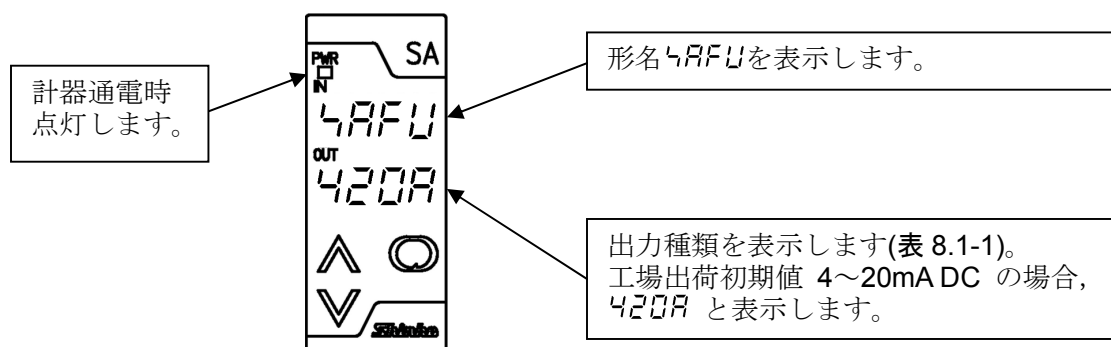 SA
PWR
IN
SAFU
OUT
420A
Shinko
計器通電時
点灯します。
形名SAFUを表示します。
出力種類を表示します(表 8.1-1)。
工場出荷初期値 4～20mA DC の場合,
420A と表示します。